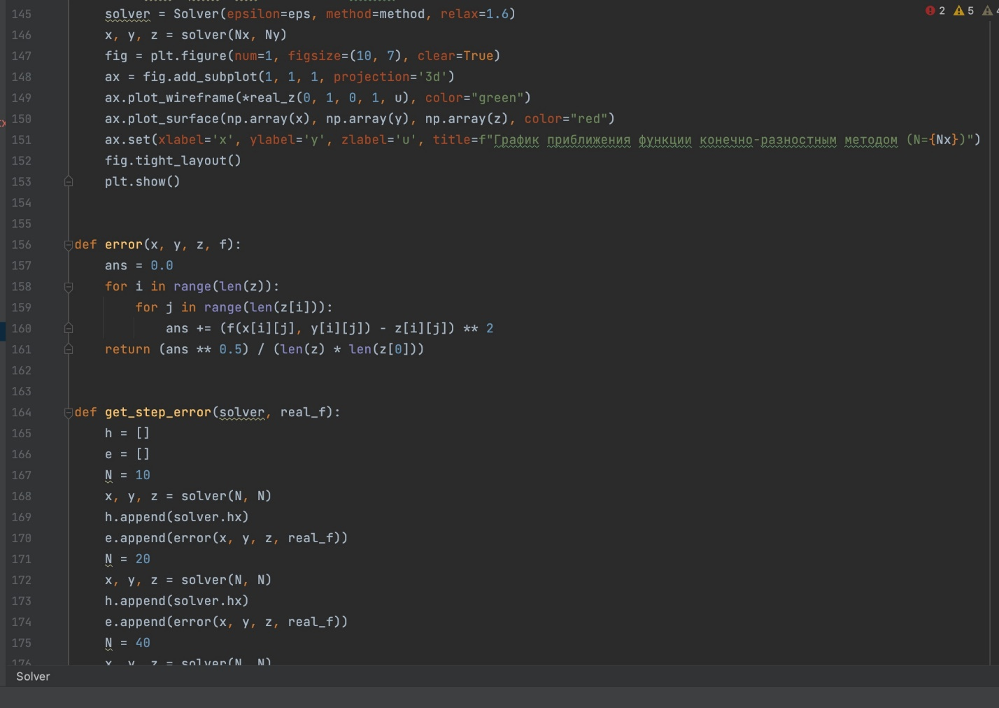 145 solver = Solver(epsilon=eps, method=method, relax=1.6)
2 5
146 x, y, z = solver(Nx, Ny)
147 fig = plt.figure(num=1, figsize=(10, 7), clear=True)
148 ax = fig.add_subplot(1, 1, 1, projection='3d')
149 ax.plot_wireframe(*real_z(0, 1, 0, 1, u), color="green")
150 ax.plot_surface(np.array(x), np.array(y), np.array(z), color="red")
151 ax.set(xlabel='x', ylabel='y', zlabel='u', title=f"График приближения функции конечно-разностным методом (N={Nx})")
152 fig.tight_layout()
153 plt.show()
154
155
156 def error(x, y, z, f):
157 ans = 0.0
158 for i in range(len(z)):
159 for j in range(len(z[i])):
160 ans += (f(x[i][j], y[i][j]) - z[i][j]) ** 2
161 return (ans ** 0.5) / (len(z) * len(z[0]))
162
163
164 def get_step_error(solver, real_f):
165 h = []
166 e = []
167 N = 10
168 x, y, z = solver(N, N)
169 h.append(solver.hx)
170 e.append(error(x, y, z, real_f))
171 N = 20
172 x, y, z = solver(N, N)
173 h.append(solver.hx)
174 e.append(error(x, y, z, real_f))
175 N = 40
176 x, y, z = solver(N, N)
Solver